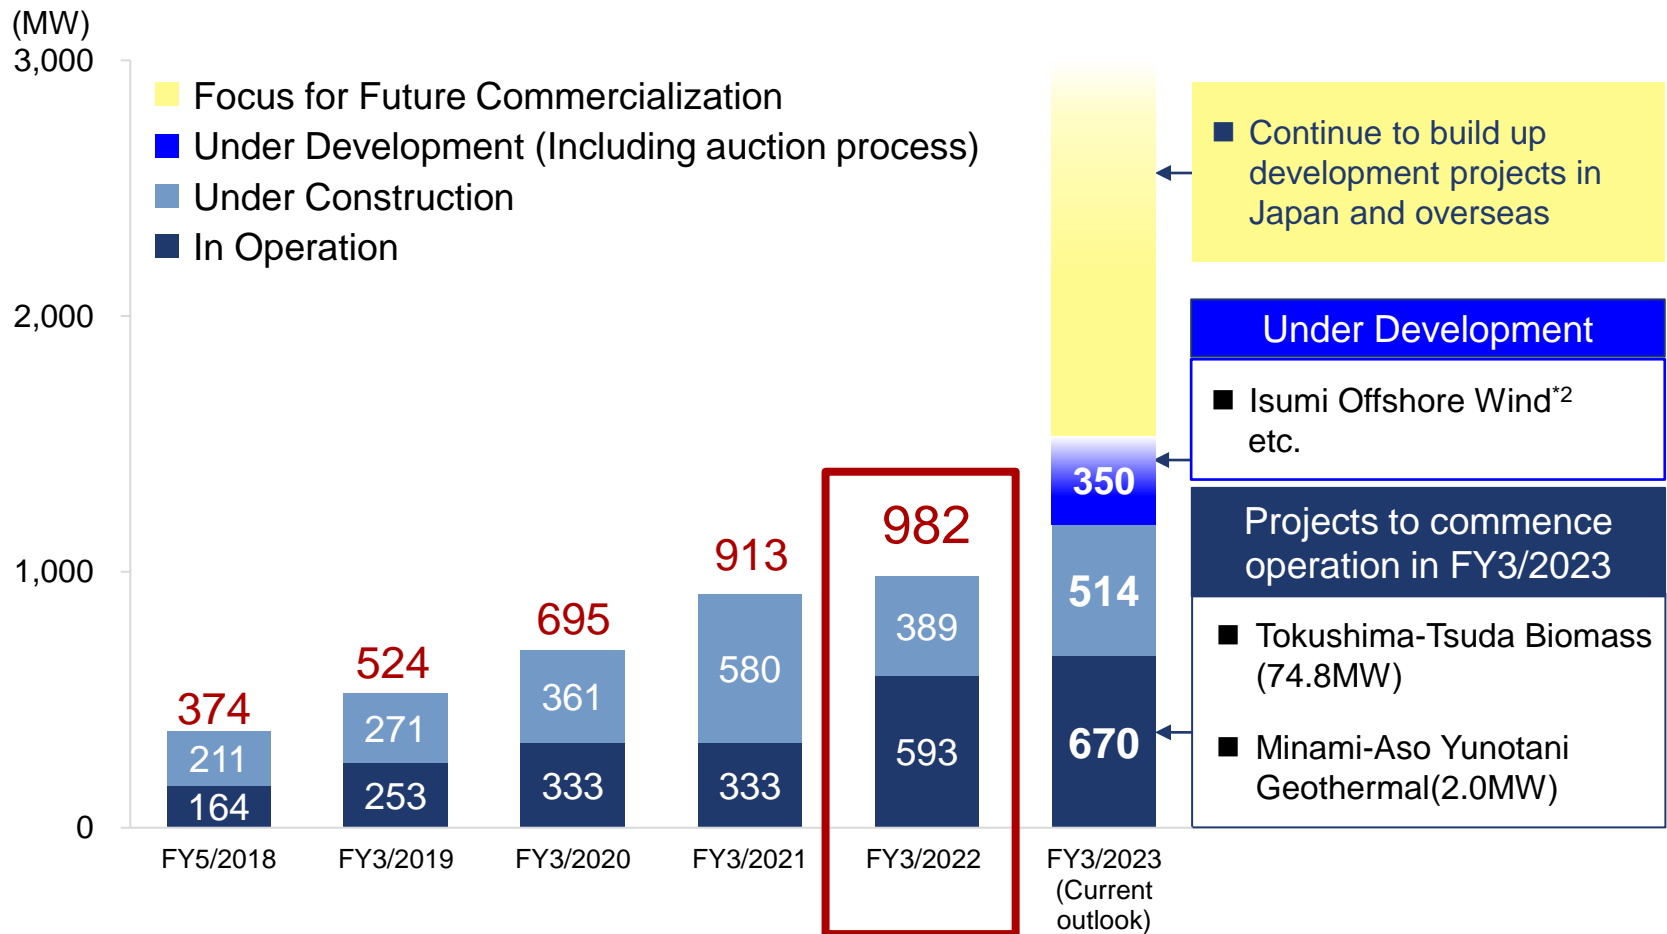 (MW)
3,000
2,000
1,000
0
Focus for Future Commercialization
Under Development (Including auction process)
Under Construction
In Operation
374
211
164
524
271
253
695
361
333
913
580
333
982
389
593
350
514
670
FY5/2018
FY3/2019
FY3/2020
FY3/2021
FY3/2022
FY3/2023
(Current
outlook)
■ Continue to build up
development projects in
Japan and overseas
Under Development
■ Isumi Offshore Wind*2
etc.
Projects to commence
operation in FY3/2023
■ Tokushima-Tsuda Biomass
(74.8MW)
■ Minami-Aso Yunotani
Geothermal(2.0MW)